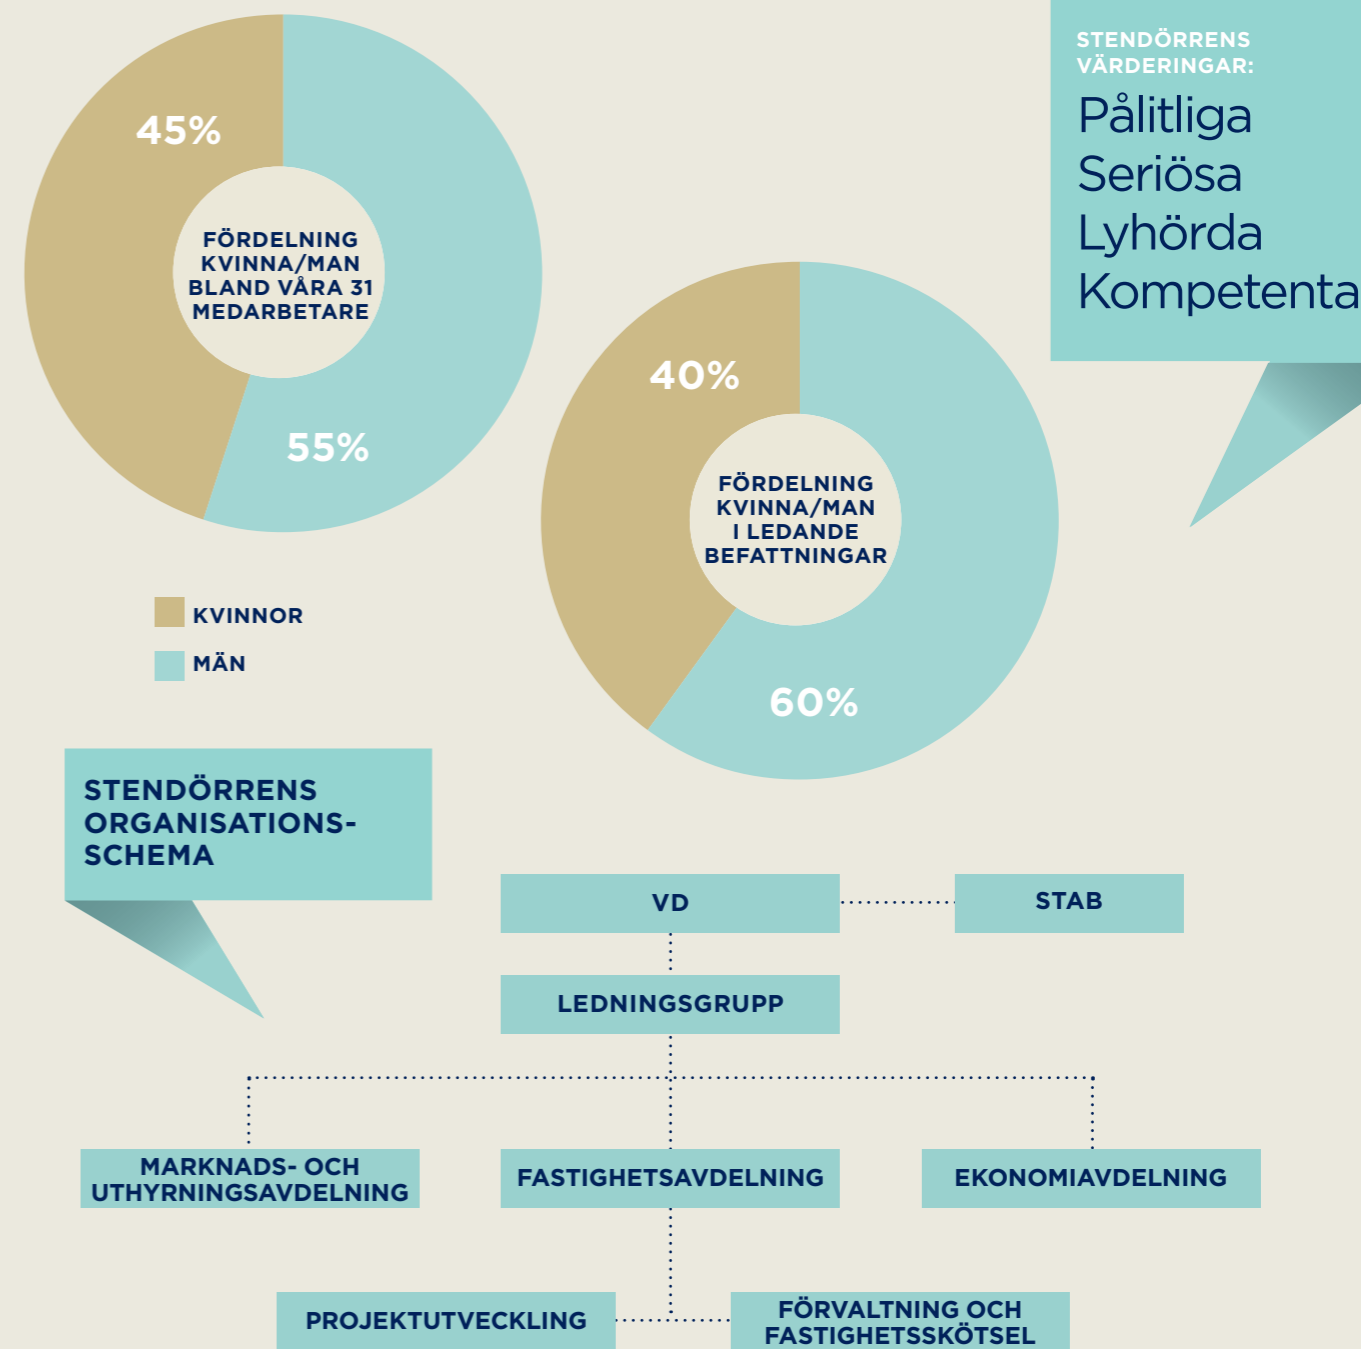 45%
FÖRDELNING
KVINNA/MAN
BLAND VÅRA 31
MEDARBETARE
55%
STENDÖRRENS
VÄRDERINGAR:
Pålitliga
Seriösa
Lyhörda
Kompetenta
40%
FÖRDELNING
KVINNA/MAN
I LEDANDE
BEFATTNINGAR
60%
KVINNOR
MÄN
STENDÖRRENS
ORGANISATIONS-
SCHEMA
VD
STAB
LEDNINGSGRUPP
MARKNADS- OCH
UTHYRNINGSAVDELNING
FASTIGHETSAVDELNING
EKONOMIAVDELNING
PROJEKTUTVECKLING
FÖRVALTNING OCH
FASTIGHETSSKÖTSEL